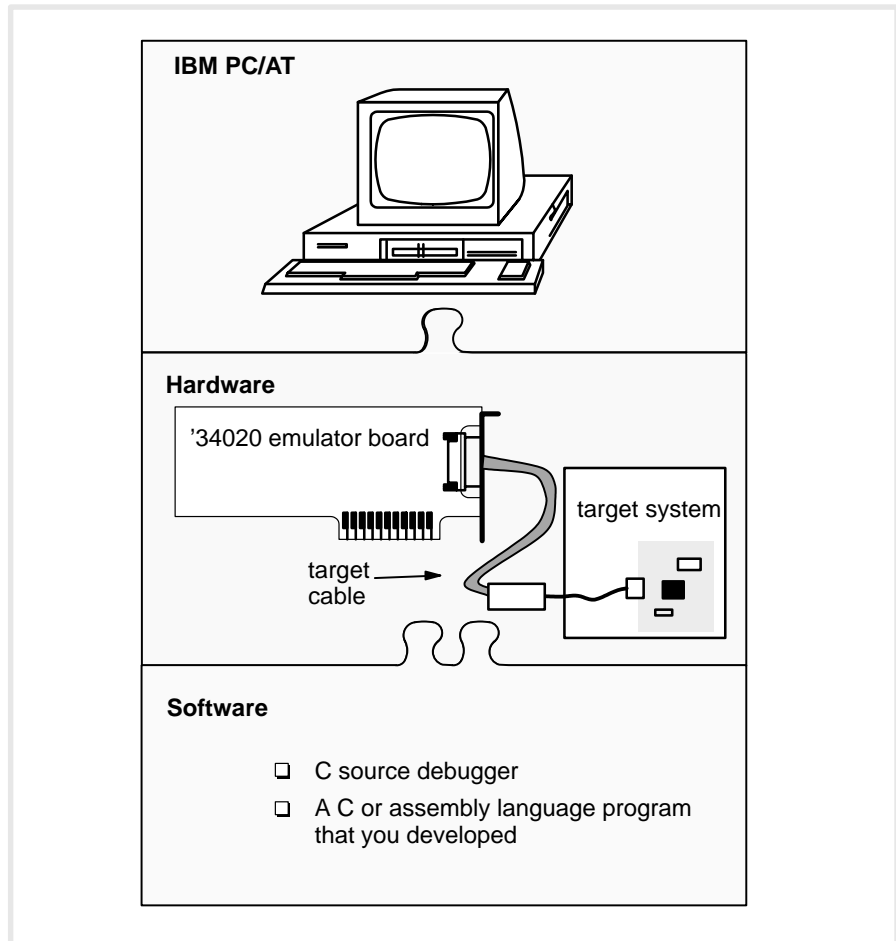 IBM PC/AT
Hardware
’34020 emulator board
target system
target
cable
Software
❏ C source debugger
❏ A C or assembly language program
that you developed